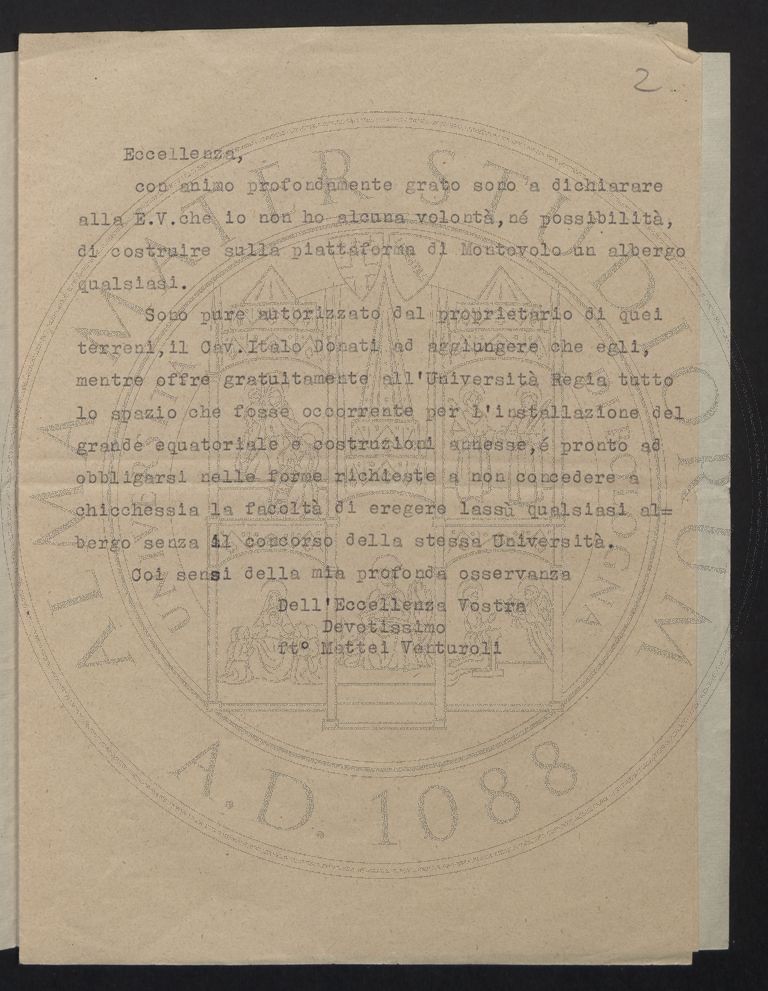 2
Eccellenza,
con animo profondamente grato sono a dichiarare
alla E.V.che io non ho alcuna volontà,né possibilità,
di costruire sulla piattaforma di Montovolo un albergo
qualsiasi.
Sono pure autorizzato dal proprietario di quei
terreni,il Cav.Italo Donati ad aggiungere che egli,
mentre offre gratuitamente all'Università Regia tutto
lo spazio che fosse occorrente per l'installazione del
grande equatoriale e costruzioni annesse,é pronto ad
obbligarsi nelle forme richieste a non concedere a
chicchessia la facoltà di eregere lassù qualsiasi al=
bergo senza il concorso della stessa Università.
Coi sensi della mia profonda osservanza
Dell'Eccellenza Vostra
Devotissimo
ftº Mattei Venturoli
ALMA MATER STUDIORUM
A.D. 1088